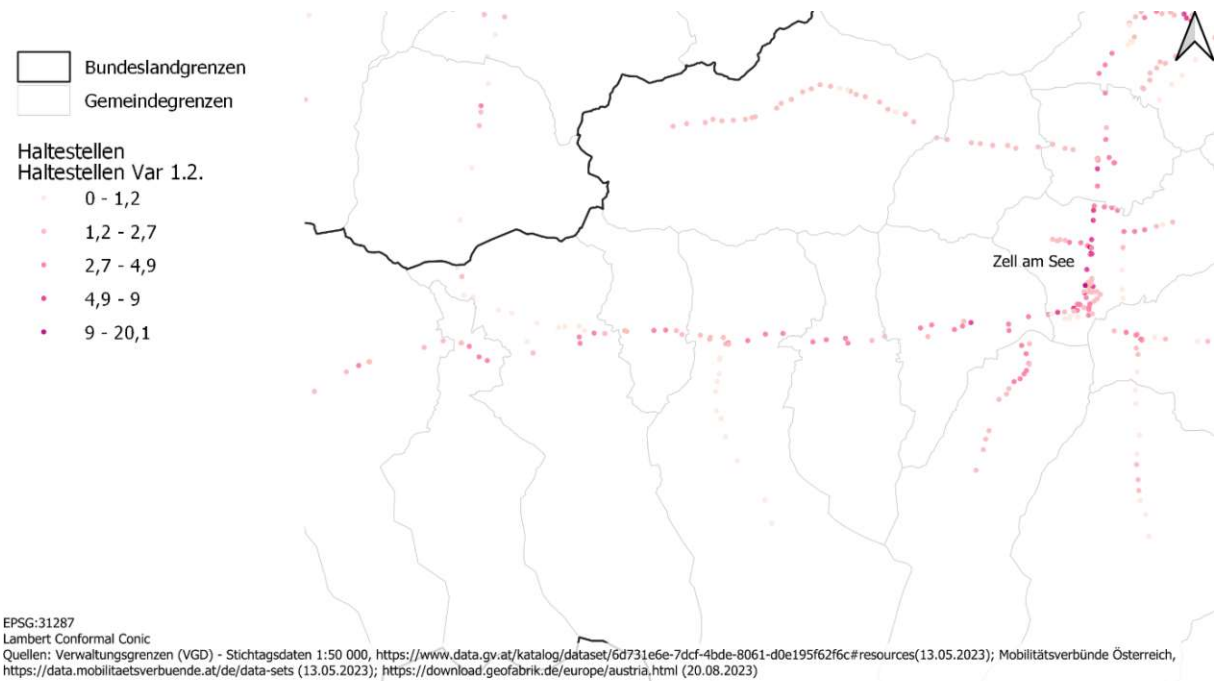 Bundeslandgrenzen
Gemeindegrenzen
Haltestellen
Haltestellen Var 1.2.
0 - 1,2
1,2 - 2,7
2,7 - 4,9
4,9 - 9
9 - 20,1
Zell am See
EPSG:31287
Lambert Conformal Conic
Quellen: Verwaltungsgrenzen (VGD) - Stichtagsdaten 1:50 000, https://www.data.gv.at/katalog/dataset/6d731e6e-7dcf-4bde-8061-d0e195f62f6c#resources(13.05.2023); Mobilitätsverbünde Österreich,
https://data.mobilitaetsverbuende.at/de/data-sets (13.05.2023); https://download.geofabrik.de/europe/austria.html (20.08.2023)